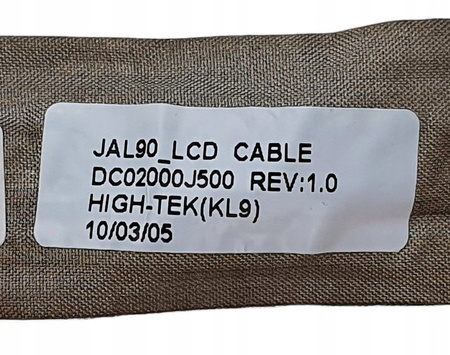 JAL90_LCD CABLE
DC02000J500 REV:1.0
HIGH-TEK(KL9)
10/03/05